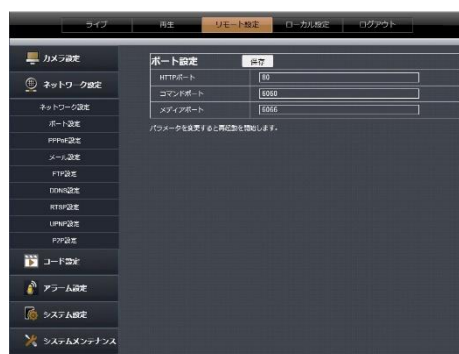 ライブ
再生
リモート設定
ローカル設定
ログアウト
カメラ設定
ネットワーク設定
ネットワーク設定
ポート設定
PPPoE設定
メール設定
FTP設定
DDNS設定
RTSP設定
UPNP設定
P2P設定
コード設定
アラーム設定
システム設定
システムメンテナンス
ポート設定 保存
HTTPポート 80
コマンドポート 6060
メディアポート 6066
パラメータを変更すると再起動を開始します。